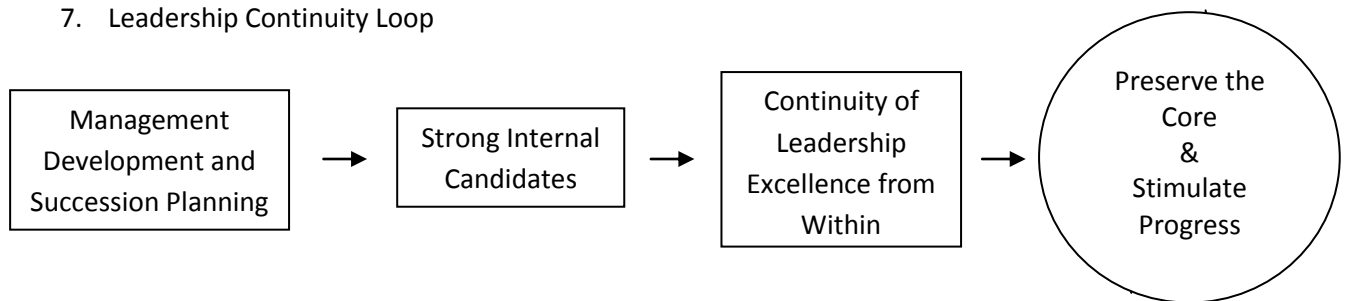 7. Leadership Continuity Loop
Management
Development and
Succession Planning
Strong Internal
Candidates
Continuity of
Leadership
Excellence from
Within
Preserve the
Core
&
Stimulate
Progress